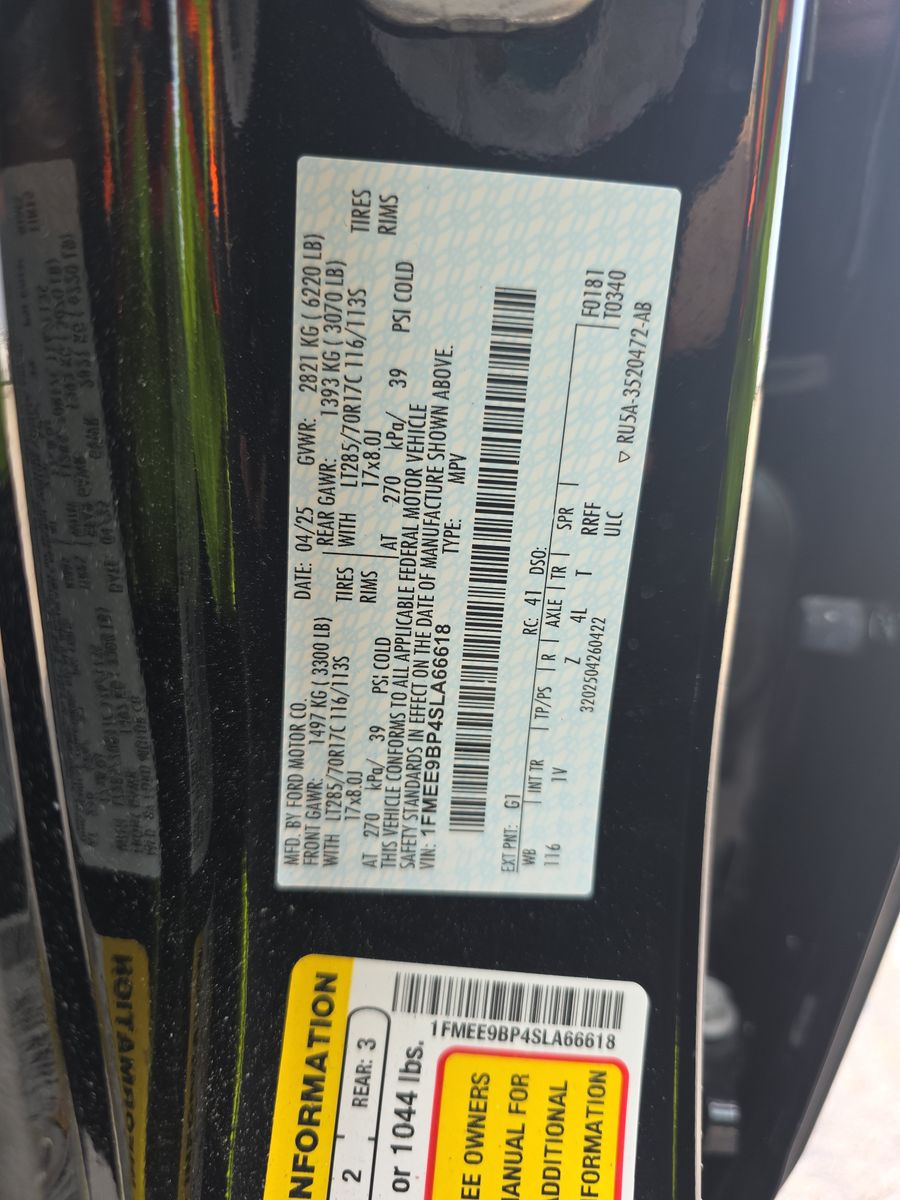 MFD. BY FORD MOTOR CO.
DATE: 04/25 GVWR: 2821 KG ( 6220 LB)
FRONT GAWR: 1497 KG ( 3300 LB)
REAR GAWR: 1393 KG ( 3070 LB)
WITH LT285/70R17C 116/113S TIRES
WITH LT285/70R17C 116/113S TIRES
17x8.0J RIMS
17x8.0J RIMS
AT 270 kPa/ 39 PSI COLD
AT 270 kPa/ 39 PSI COLD
THIS VEHICLE CONFORMS TO ALL APPLICABLE FEDERAL MOTOR VEHICLE
SAFETY STANDARDS IN EFFECT ON THE DATE OF MANUFACTURE SHOWN ABOVE.
VIN: 1FMEE9BP4SLA66618
TYPE: MPV
EXT PNT: G1 RC: 41 DSO: F0181
WB INT TR TP/PS R AXLE TR SPR T0340
116 1V Z 4L T RRFF
3202504260422 ULC
RU5A-3520472-AB
NFORMATION
2 REAR: 3
or 1044 lbs.
1FMEE9BP4SLA66618
EE OWNERS
ANUAL FOR
ADDITIONAL
FORMATION